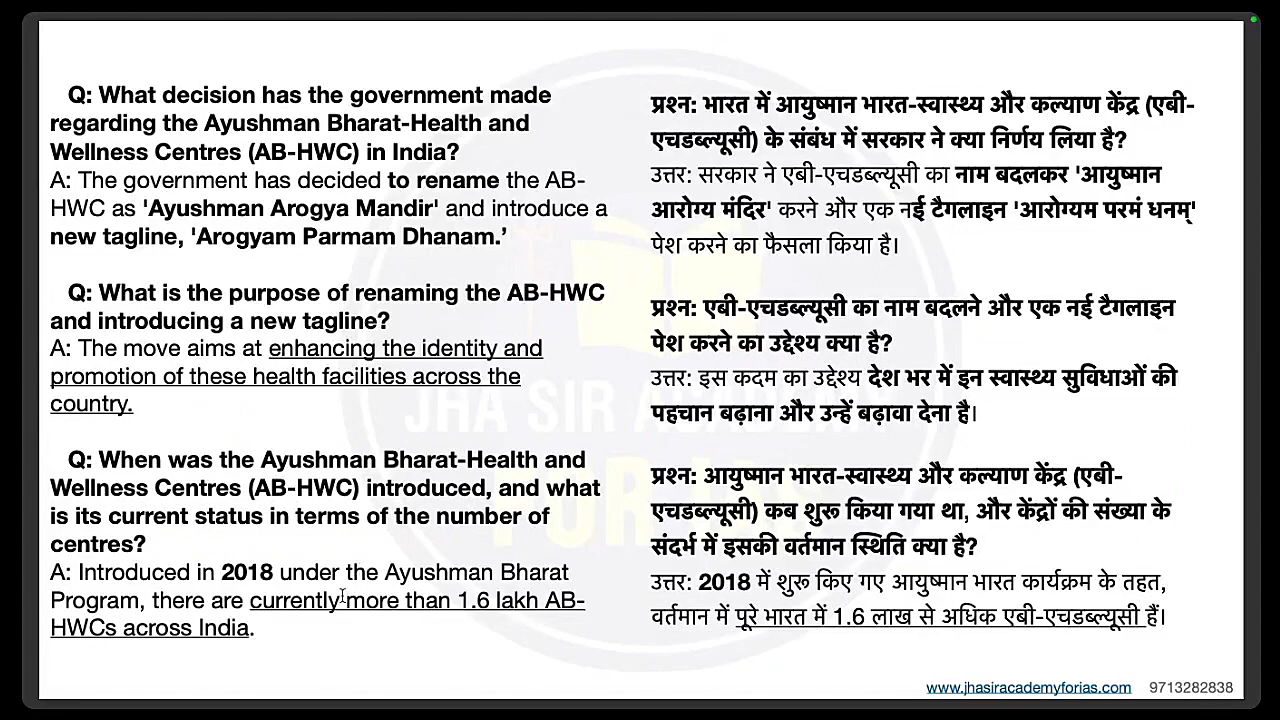 Q: What decision has the government made
regarding the Ayushman Bharat-Health and
Wellness Centres (AB-HWC) in India?
A: The government has decided to rename the AB-
HWC as 'Ayushman Arogya Mandir' and introduce a
new tagline, 'Arogyam Parmam Dhanam.’
Q: What is the purpose of renaming the AB-HWC
and introducing a new tagline?
A: The move aims at enhancing the identity and
promotion of these health facilities across the
country.
Q: When was the Ayushman Bharat-Health and
Wellness Centres (AB-HWC) introduced, and what
is its current status in terms of the number of
centres?
A: Introduced in 2018 under the Ayushman Bharat
Program, there are currently more than 1.6 lakh AB-
HWCs across India.
प्रश्न: भारत में आयुष्मान भारत-स्वास्थ्य और कल्याण केंद्र (एबी-
एचडब्ल्यूसी) के संबंध में सरकार ने क्या निर्णय लिया है?
उत्तर: सरकार ने एबी-एचडब्ल्यूसी का नाम बदलकर 'आयुष्मान
आरोग्य मंदिर' करने और एक नई टैगलाइन 'आरोग्यम परमं धनम्'
पेश करने का फैसला किया है।
प्रश्न: एबी-एचडब्ल्यूसी का नाम बदलने और एक नई टैगलाइन
पेश करने का उद्देश्य क्या है?
उत्तर: इस कदम का उद्देश्य देश भर में इन स्वास्थ्य सुविधाओं की
पहचान बढ़ाना और उन्हें बढ़ावा देना है।
प्रश्न: आयुष्मान भारत-स्वास्थ्य और कल्याण केंद्र (एबी-
एचडब्ल्यूसी) कब शुरू किया गया था, और केंद्रों की संख्या के
संदर्भ में इसकी वर्तमान स्थिति क्या है?
उत्तर: 2018 में शुरू किए गए आयुष्मान भारत कार्यक्रम के तहत,
वर्तमान में पूरे भारत में 1.6 लाख से अधिक एबी-एचडब्ल्यूसी हैं।
JHA SIR ACADEMY
FOR IAS
www.jhasiracademyforias.com 9713282838